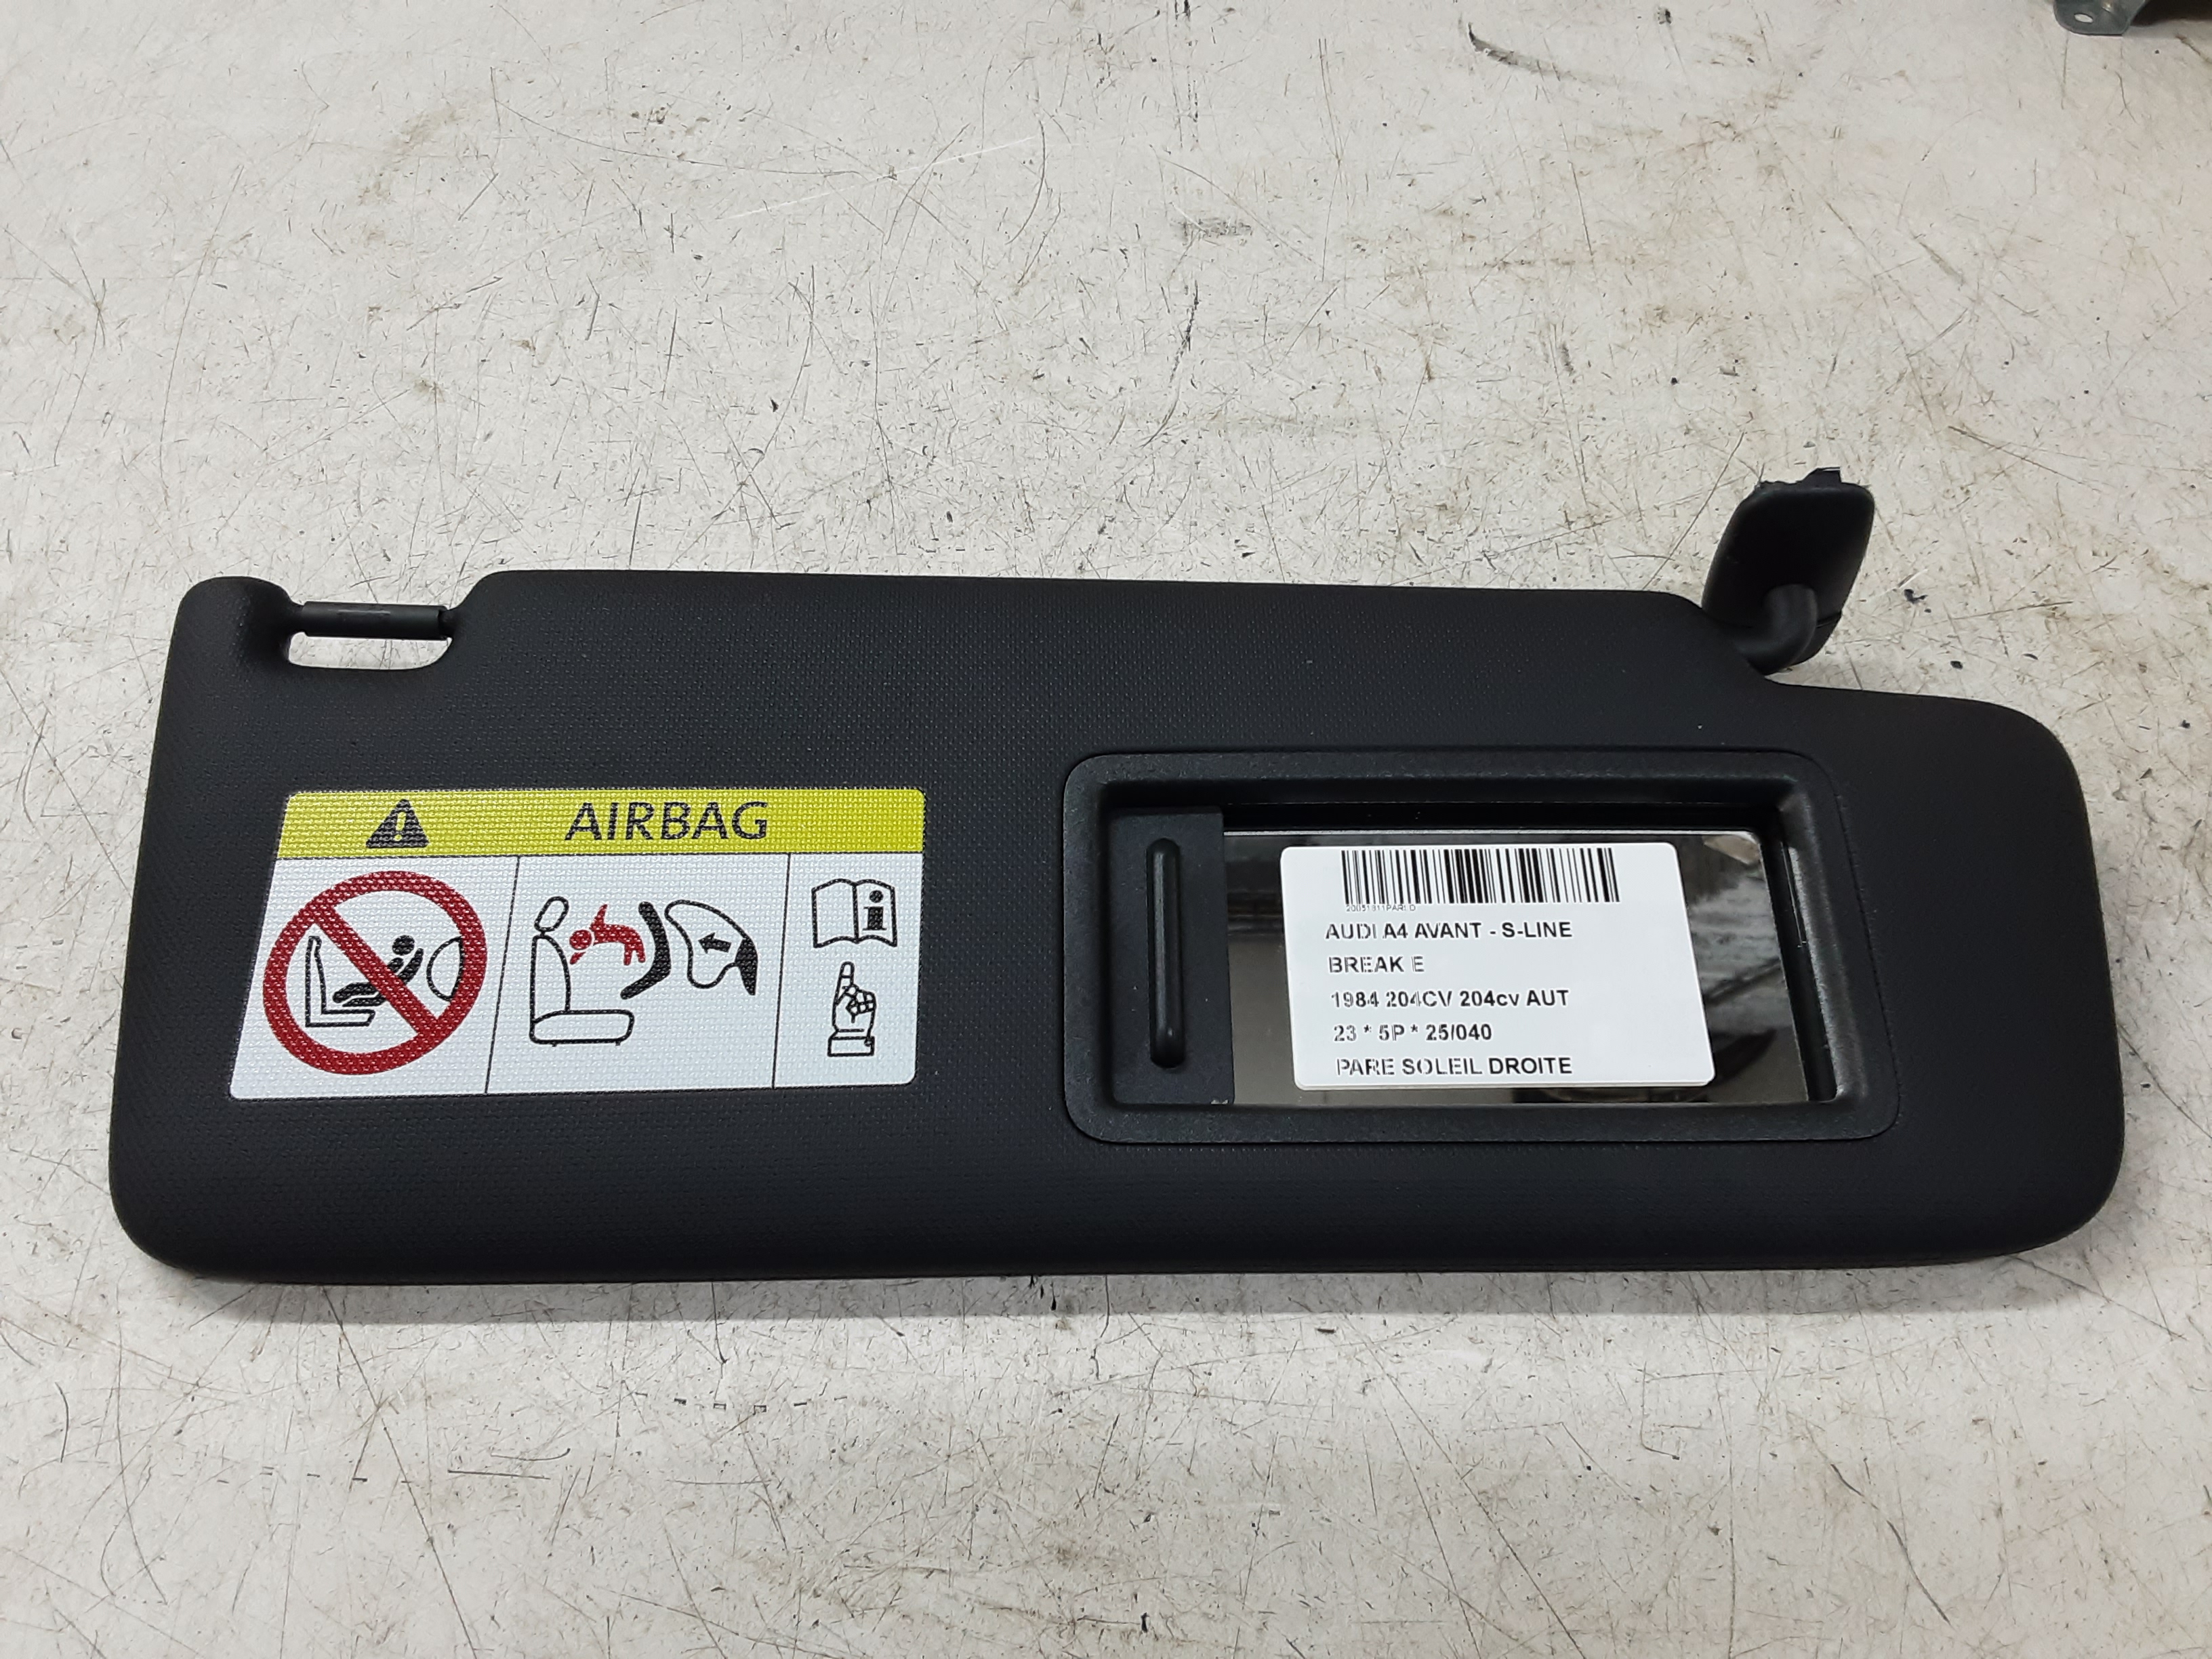 AIRBAG
AUDI A4 AVANT - S-LINE
BREAK E
1984 204CV 204cv AUT
23 * 5P * 25/040
PARE SOLEIL DROITE